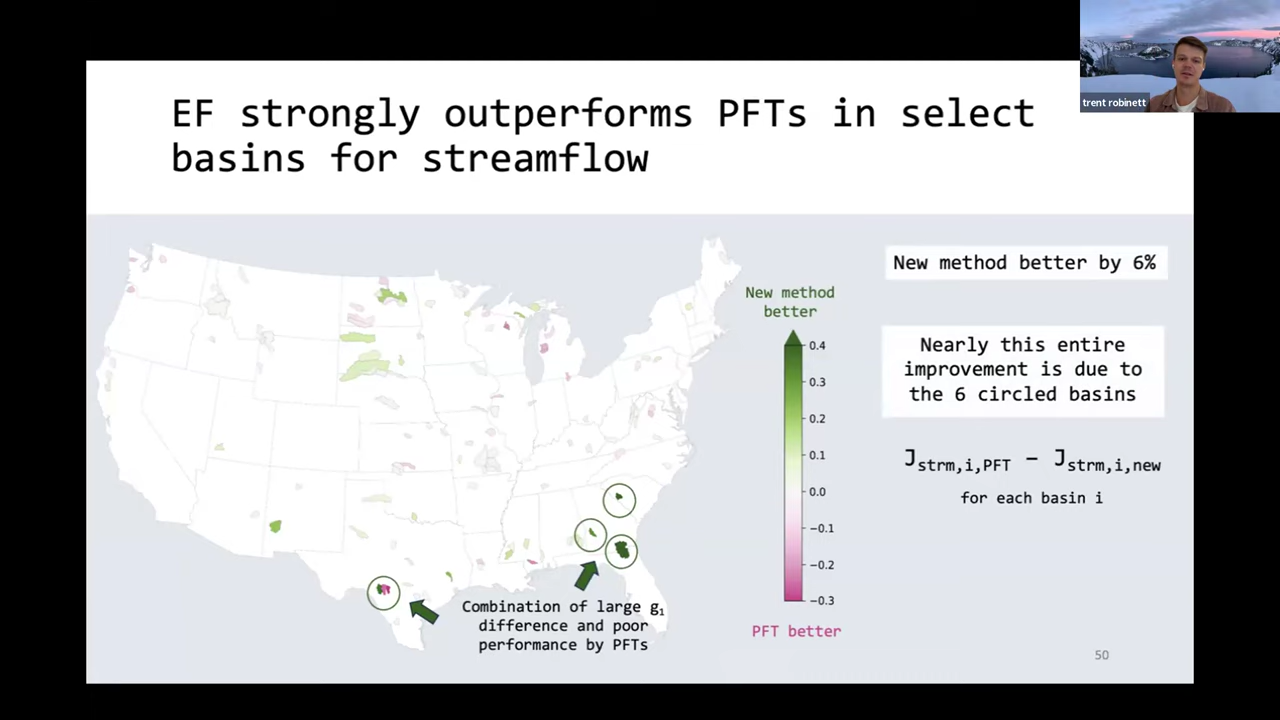 trent robinett
EF strongly outperforms PFTs in select
basins for streamflow
New method better by 6%
Nearly this entire
improvement is due to
the 6 circled basins
J_strm,i,PFT − J_strm,i,new
for each basin i
New method
better
0.4
0.3
0.2
0.1
0.0
−0.1
−0.2
−0.3
PFT better
Combination of large g₁
difference and poor
performance by PFTs
50